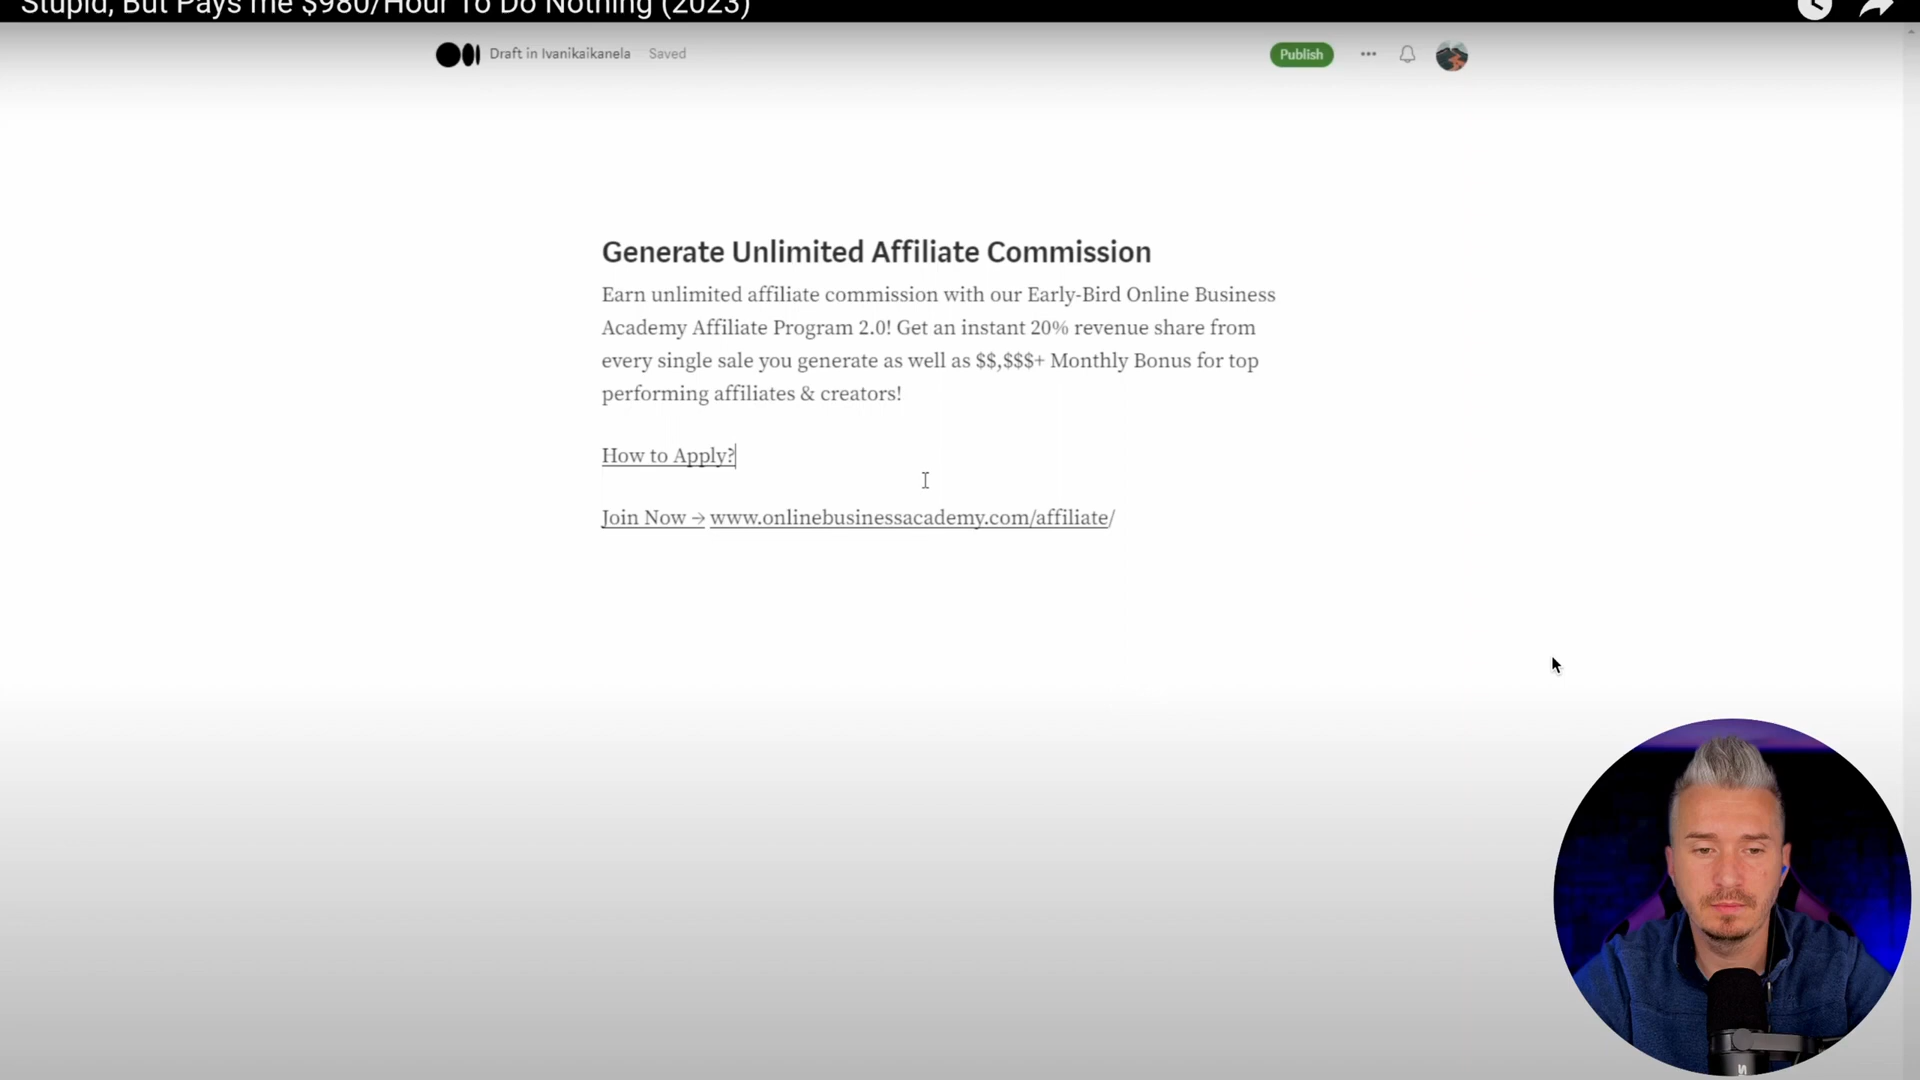 Stupid, But Pays me $980/Hour To Do Nothing (2023)
Draft in Ivanikaikanela Saved
Publish
Generate Unlimited Affiliate Commission
Earn unlimited affiliate commission with our Early-Bird Online Business
Academy Affiliate Program 2.0! Get an instant 20% revenue share from
every single sale you generate as well as $$,$$$+ Monthly Bonus for top
performing affiliates & creators!
How to Apply?
Join Now → www.onlinebusinessacademy.com/affiliate/